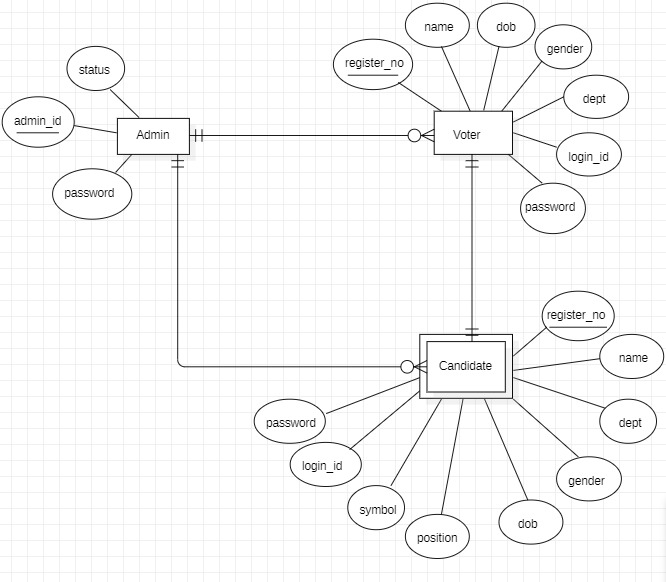 name
dob
gender
register_no
status
dept
admin_id
Admin
Voter
login_id
password
password
register_no
name
Candidate
password
dept
login_id
gender
symbol
dob
position